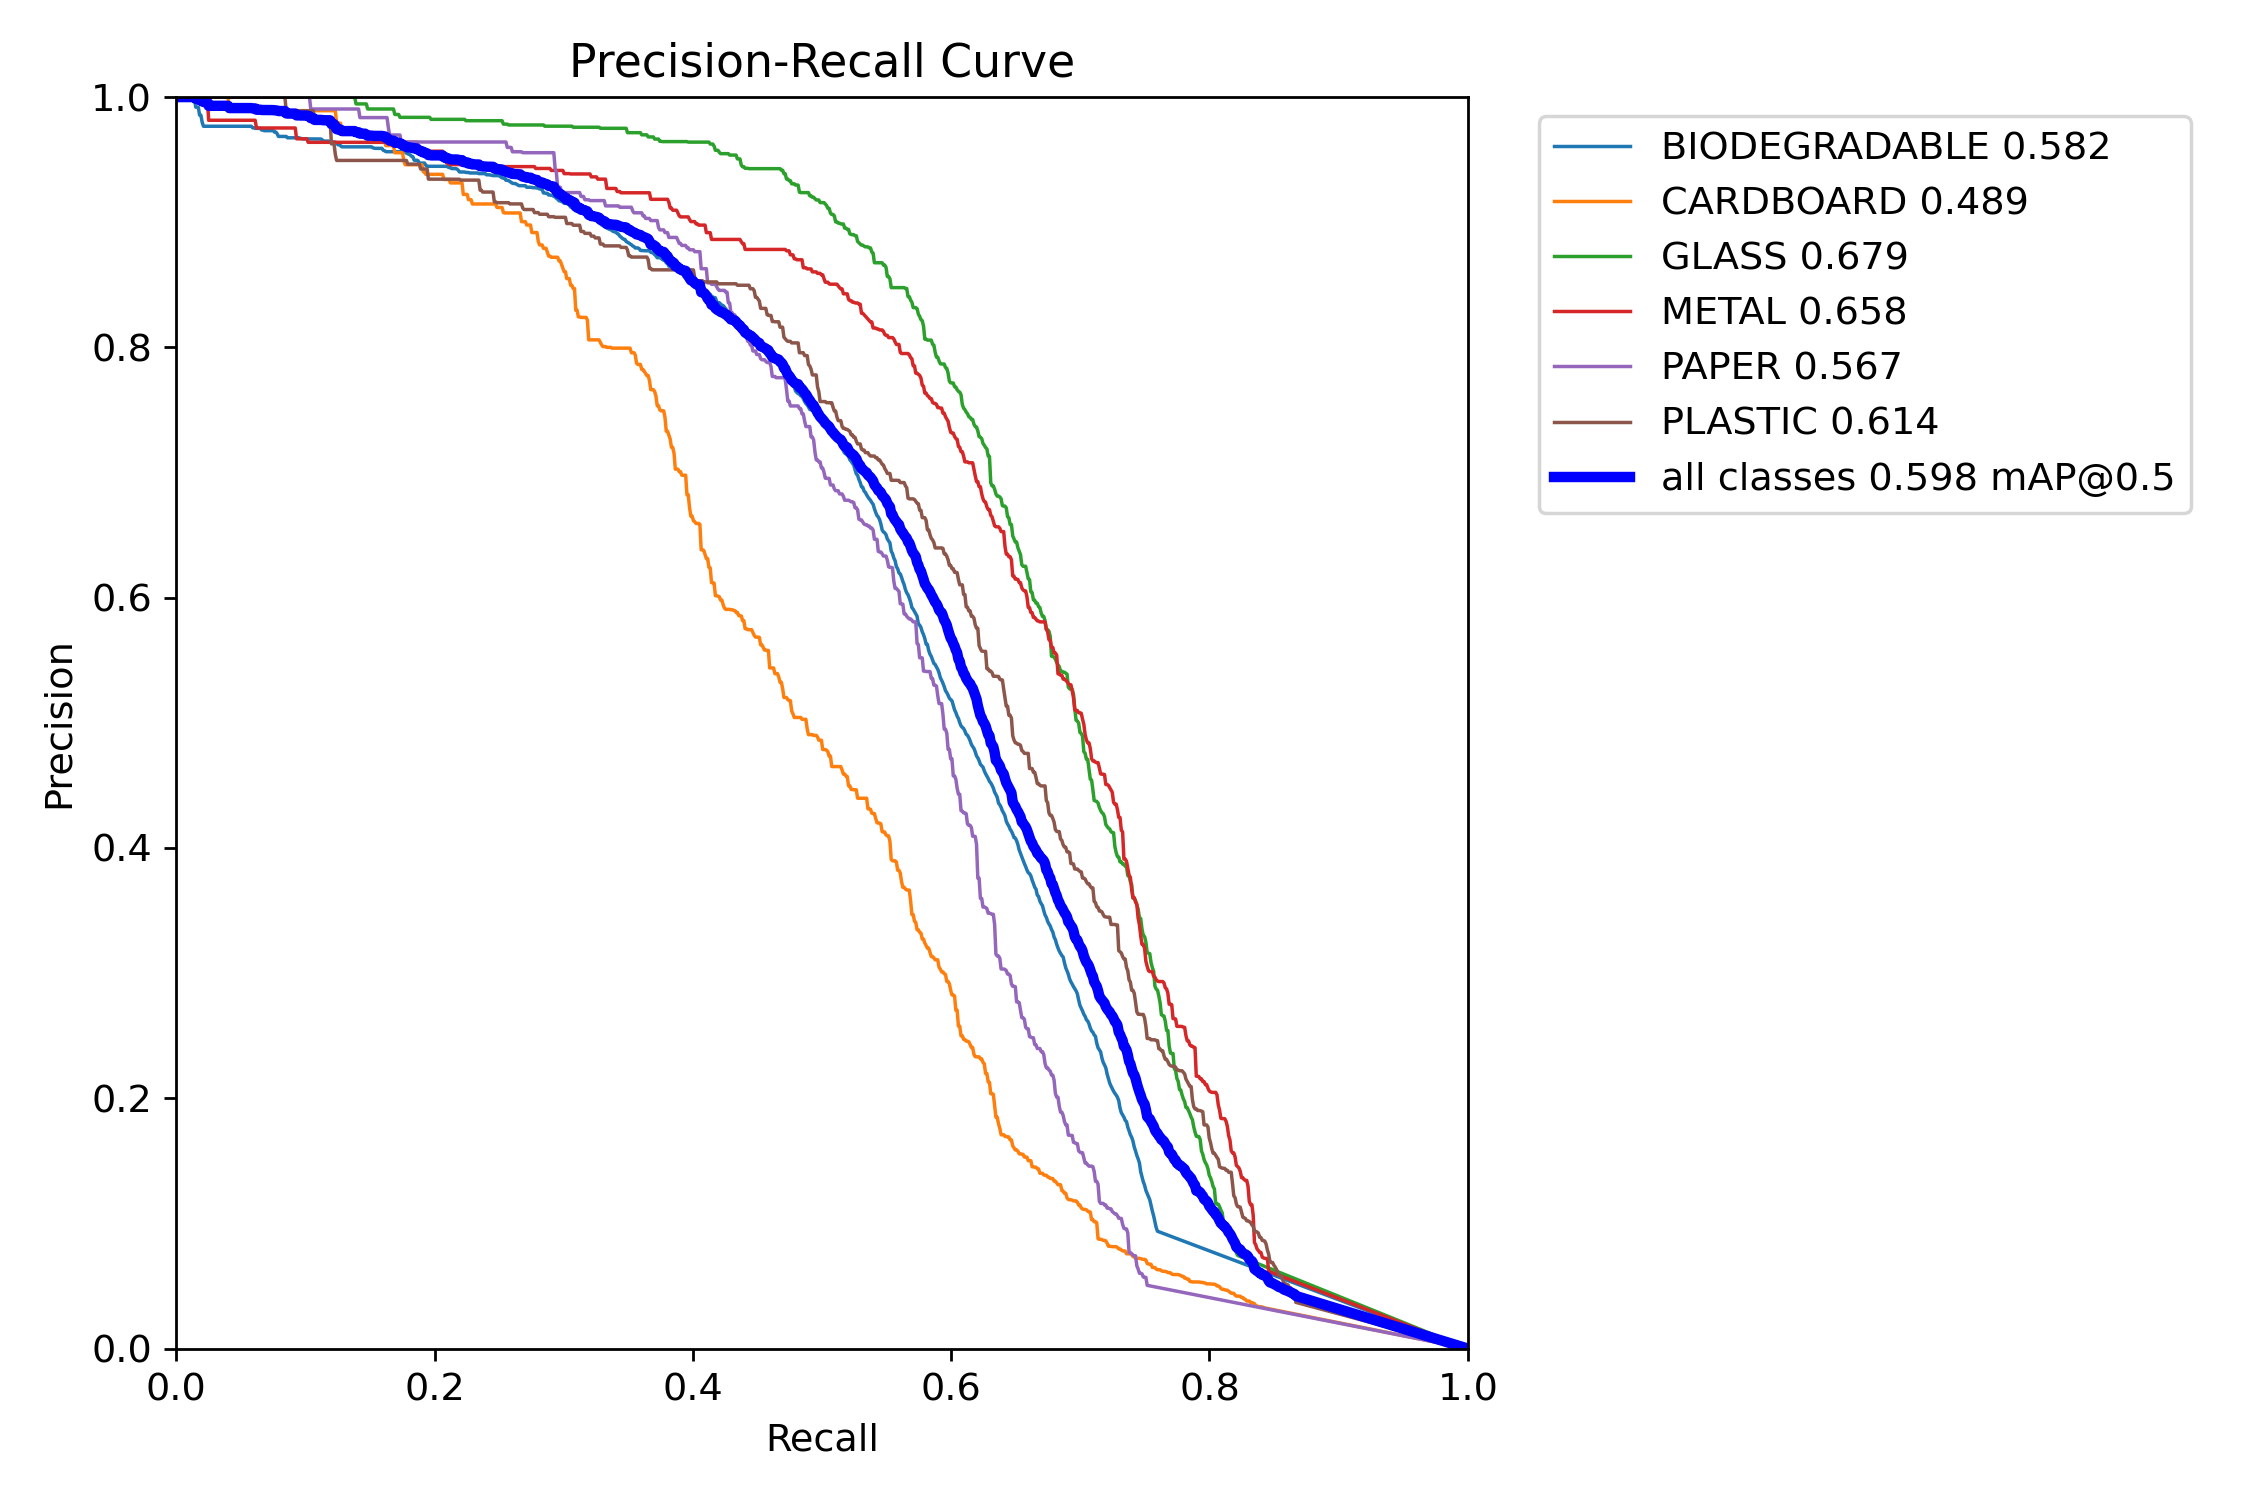 Precision-Recall Curve
1.0
0.8
0.6
0.4
0.2
0.0
Precision
0.0 0.2 0.4 0.6 0.8 1.0
Recall
BIODEGRADABLE 0.582
CARDBOARD 0.489
GLASS 0.679
METAL 0.658
PAPER 0.567
PLASTIC 0.614
all classes 0.598 mAP@0.5